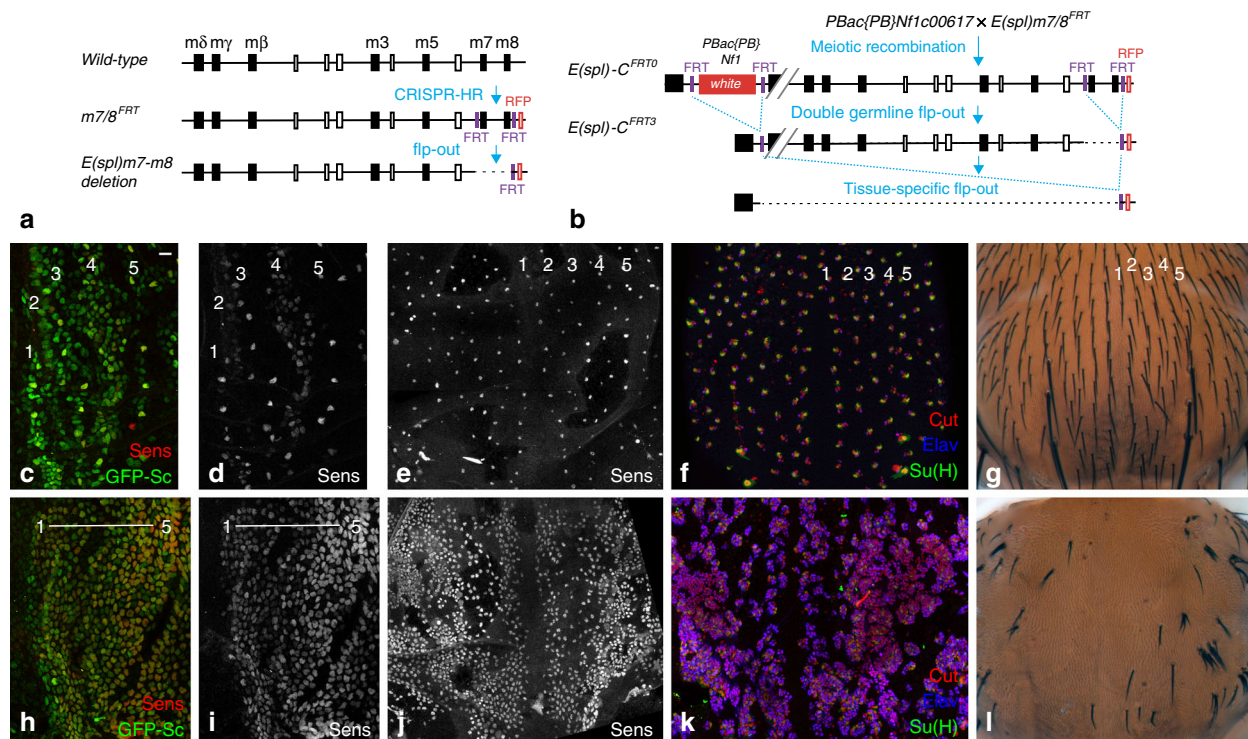 mδ mγ mβ m3 m5 m7 m8
Wild-type
CRISPR-HR
RFP
m7/8FRT
FRT FRT
flp-out
E(spl)m7-m8
deletion
FRT
a
PBac{PB}Nf1c00617 × E(spl)m7/8FRT
PBac{PB}
Nf1
Meiotic recombination
RFP
E(spl)-CFRT0
FRT FRT FRT FRT
white
Double germline flp-out
E(spl)-CFRT3
Tissue-specific flp-out
b
1 2 3 4 5
Sens
GFP-Sc
c
1 2 3 4 5
Sens
d
1 2 3 4 5
Sens
e
1 2 3 4 5
Cut
Elav
Su(H)
f
1 2 3 4 5
g
1 5
Sens
GFP-Sc
h
1 5
Sens
i
Sens
j
Cut
Elav
Su(H)
k
l